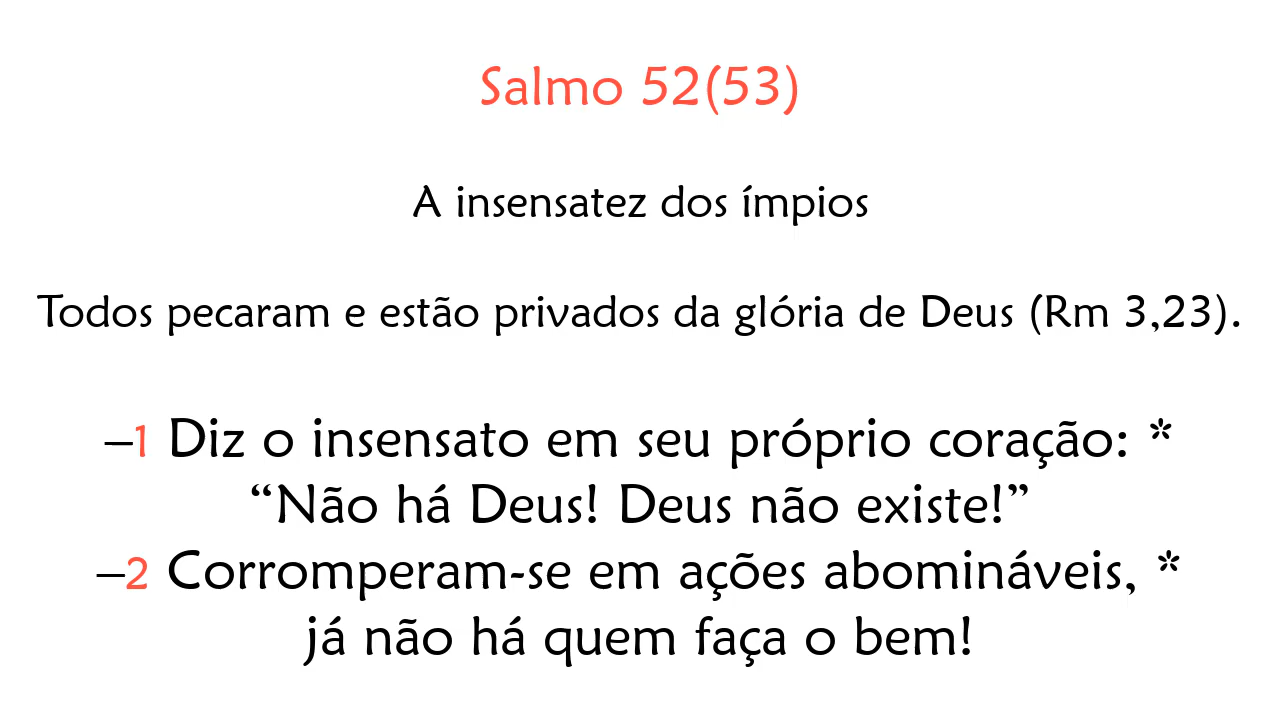 Salmo 52(53)
A insensatez dos ímpios
Todos pecaram e estão privados da glória de Deus (Rm 3,23).
–1 Diz o insensato em seu próprio coração: *
“Não há Deus! Deus não existe!”
–2 Corromperam-se em ações abomináveis, *
já não há quem faça o bem!